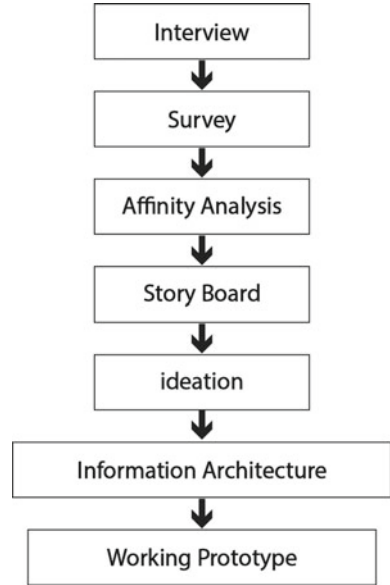 Interview
Survey
Affinity Analysis
Story Board
ideation
Information Architecture
Working Prototype